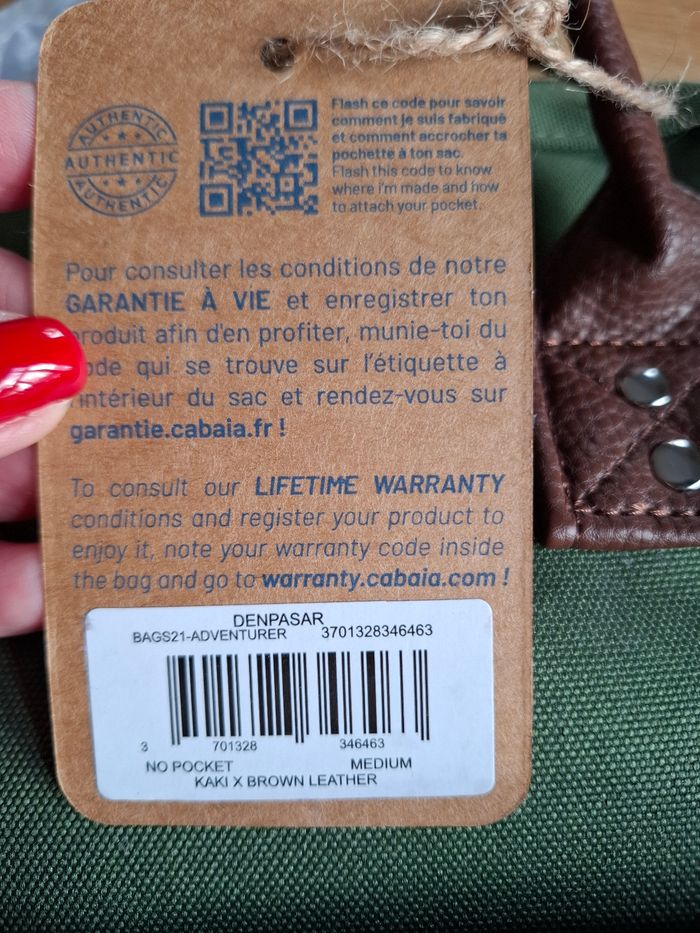 AUTHENTIC
AUTHENTIC
AUTHENTIC
Flash ce code pour savoir
comment je suis fabriqué
et comment accrocher ta
pochette à ton sac.
Flash this code to know
where i'm made and how
to attach your pocket.
Pour consulter les conditions de notre
GARANTIE À VIE et enregistrer ton
produit afin d'en profiter, munie-toi du
code qui se trouve sur l'étiquette à
l'intérieur du sac et rendez-vous sur
garantie.cabaia.fr !
To consult our LIFETIME WARRANTY
conditions and register your product to
enjoy it, note your warranty code inside
the bag and go to warranty.cabaia.com !
DENPASAR
BAGS21-ADVENTURER 3701328346463
3 701328 346463
NO POCKET MEDIUM
KAKI X BROWN LEATHER